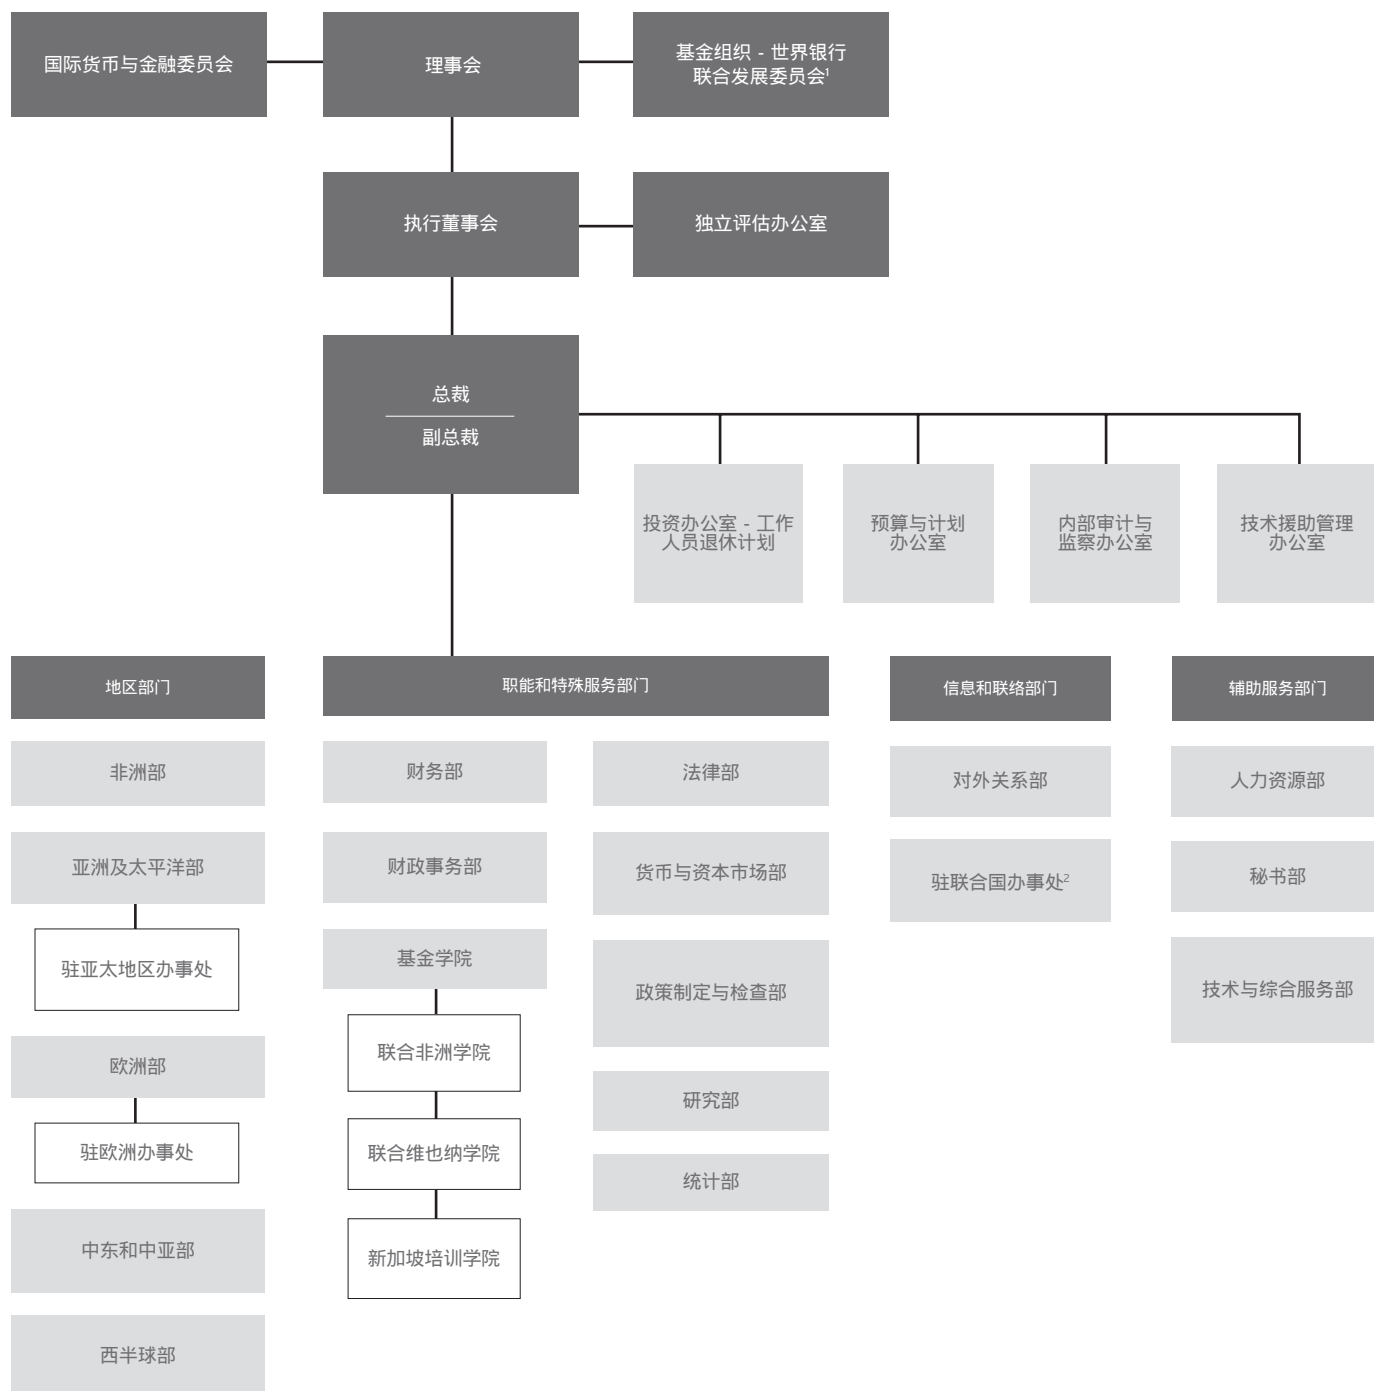 国际货币与金融委员会
理事会
基金组织 - 世界银行
联合发展委员会¹
执行董事会
独立评估办公室
总裁
副总裁
投资办公室 - 工作
人员退休计划
预算与计划
办公室
内部审计与
监察办公室
技术援助管理
办公室
地区部门
职能和特殊服务部门
信息和联络部门
辅助服务部门
非洲部
亚洲及太平洋部
驻亚太地区办事处
欧洲部
驻欧洲办事处
中东和中亚部
西半球部
财务部
财政事务部
基金学院
联合非洲学院
联合维也纳学院
新加坡培训学院
法律部
货币与资本市场部
政策制定与检查部
研究部
统计部
对外关系部
驻联合国办事处²
人力资源部
秘书部
技术与综合服务部